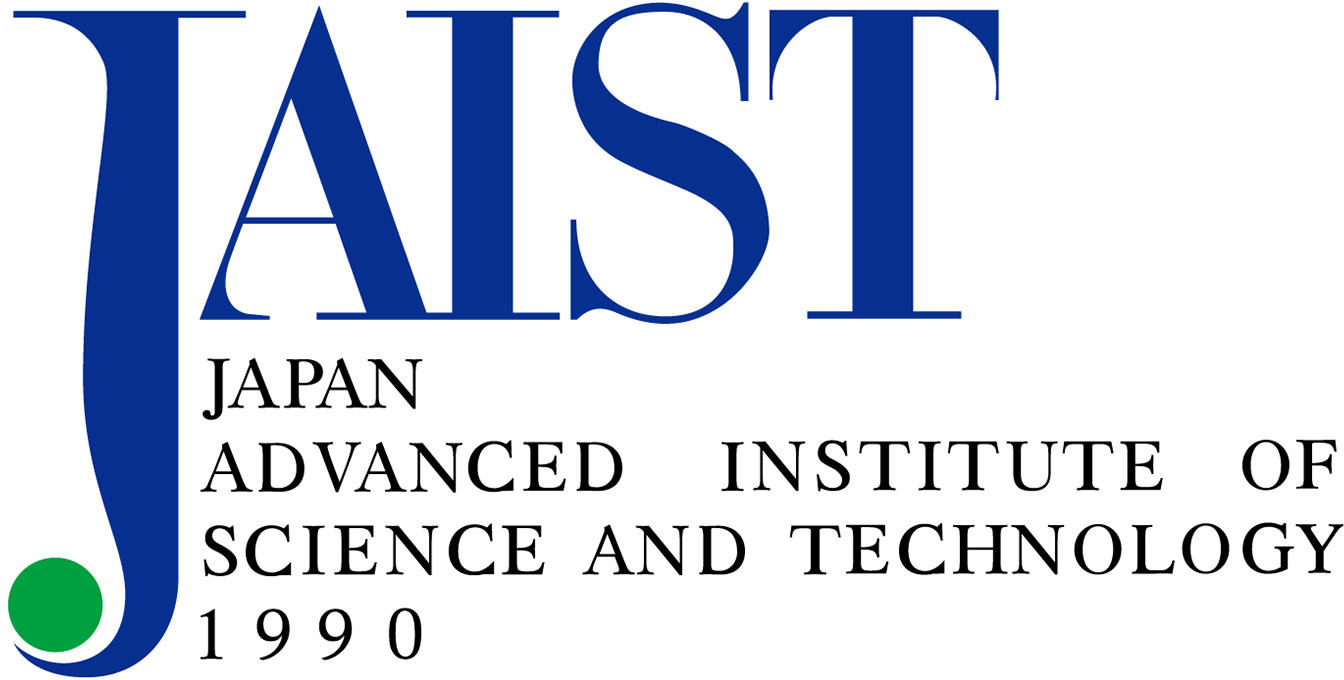 JAIST
JAPAN
ADVANCED INSTITUTE OF
SCIENCE AND TECHNOLOGY
1990